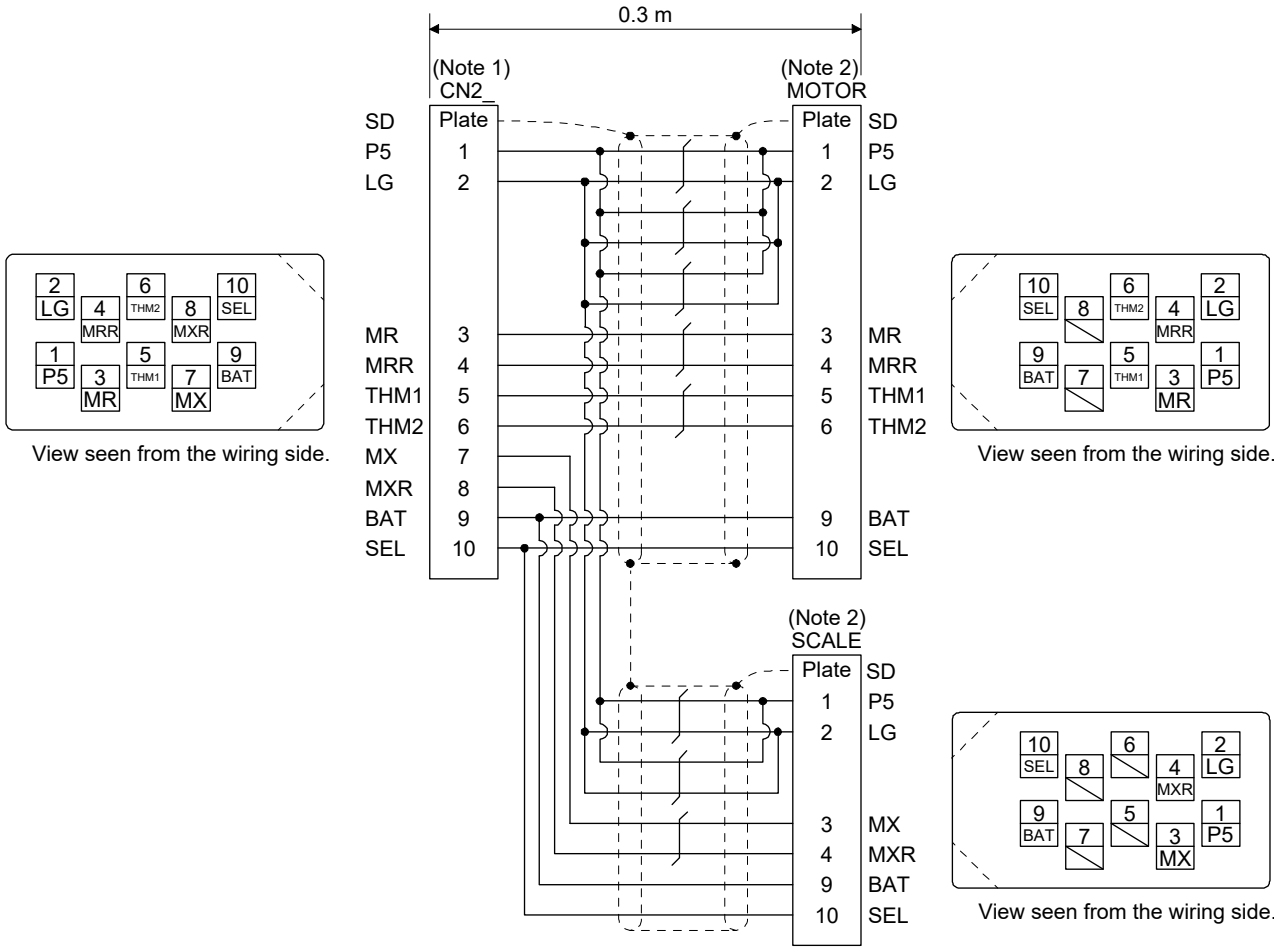 0.3 m
(Note 1)
CN2_
(Note 2)
MOTOR
SD Plate Plate SD
P5 1 1 P5
LG 2 2 LG
MR 3 3 MR
MRR 4 4 MRR
THM1 5 5 THM1
THM2 6 6 THM2
MX 7
MXR 8
BAT 9 9 BAT
SEL 10 10 SEL
2 6 10
LG 4 THM2 8 SEL
MRR MXR
1 5 9
P5 3 THM1 7 BAT
MR MX
View seen from the wiring side.
10 6 2
SEL 8 THM2 4 LG
MRR
9 5 1
BAT 7 THM1 3 P5
MR
View seen from the wiring side.
(Note 2)
SCALE
Plate SD
1 P5
2 LG
3 MX
4 MXR
9 BAT
10 SEL
10 6 2
SEL 8 4 LG
MXR
9 5 1
BAT 7 3 P5
MX
View seen from the wiring side.